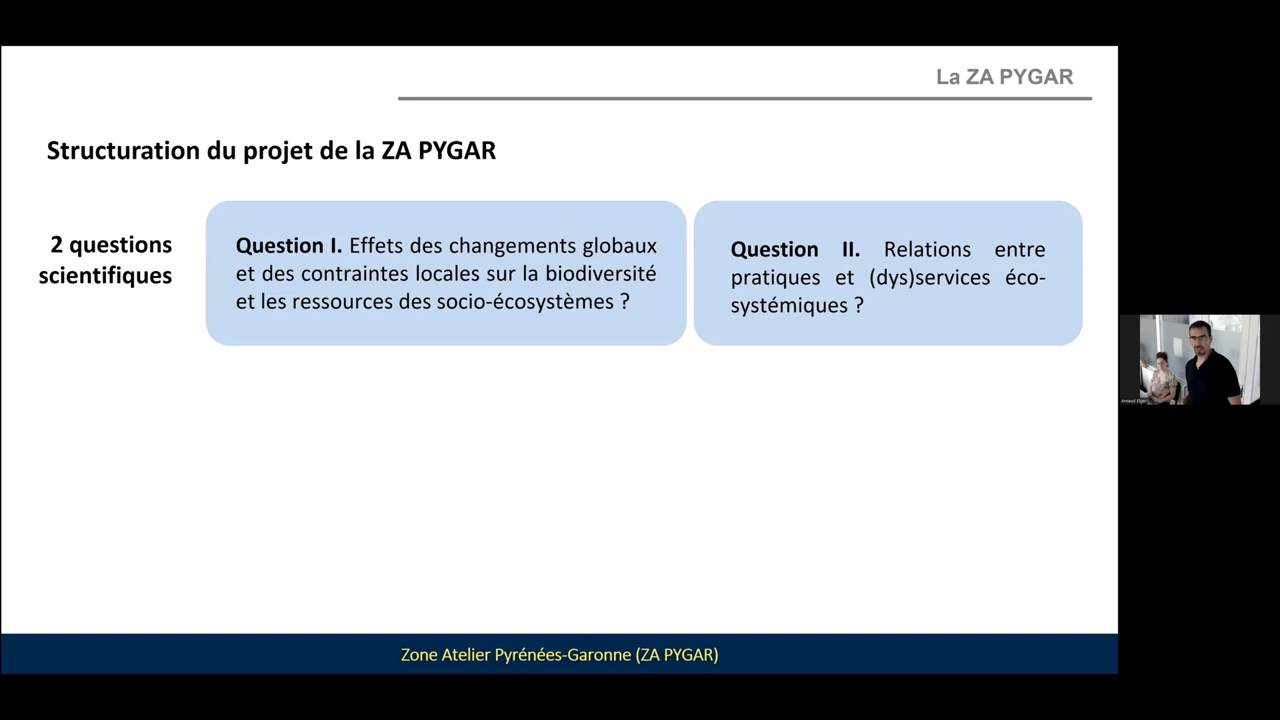 La ZA PYGAR
Structuration du projet de la ZA PYGAR
2 questions
scientifiques
Question I. Effets des changements globaux
et des contraintes locales sur la biodiversité
et les ressources des socio-écosystèmes ?
Question II. Relations entre
pratiques et (dys)services éco-
systémiques ?
Arnaud Elger
Zone Atelier Pyrénées-Garonne (ZA PYGAR)